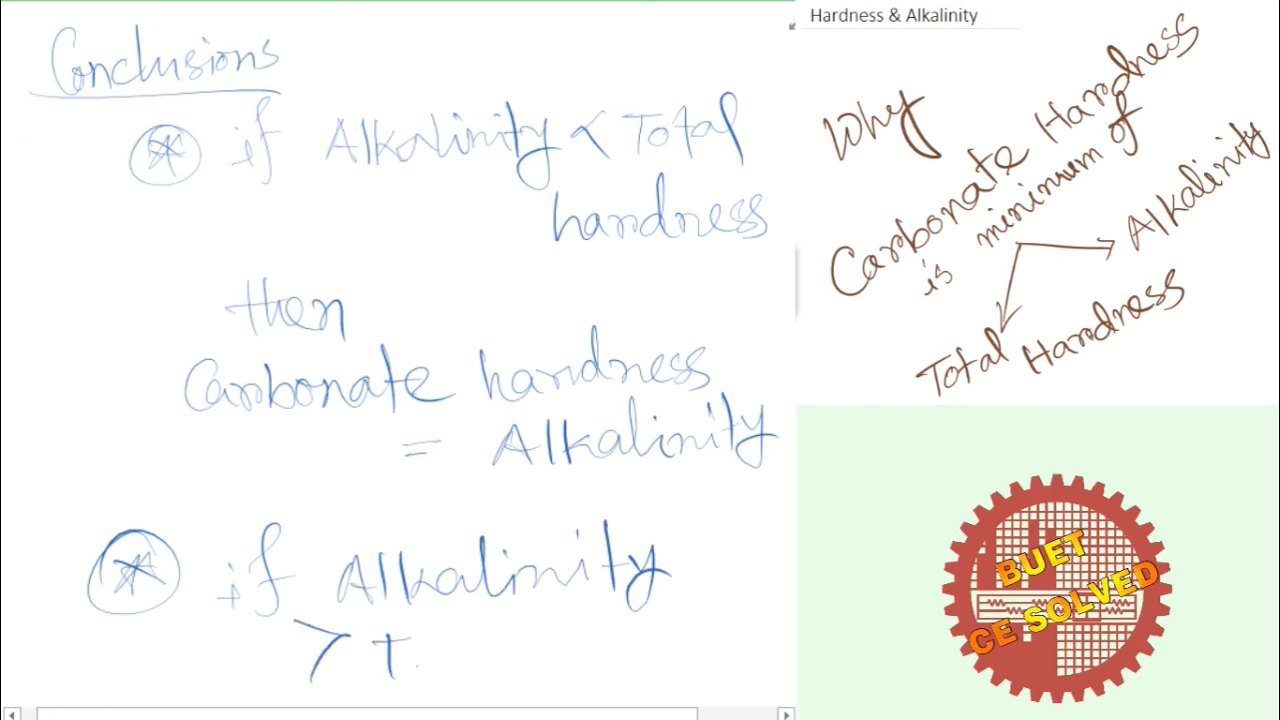 Conclusions
if Alkalinity < Total
hardness
then
Carbonate hardness
= Alkalinity
if Alkalinity
> t
Hardness & Alkalinity
Why
Carbonate Hardness
is minimum of
Alkalinity
Total Hardness
BUET
CE SOLVED